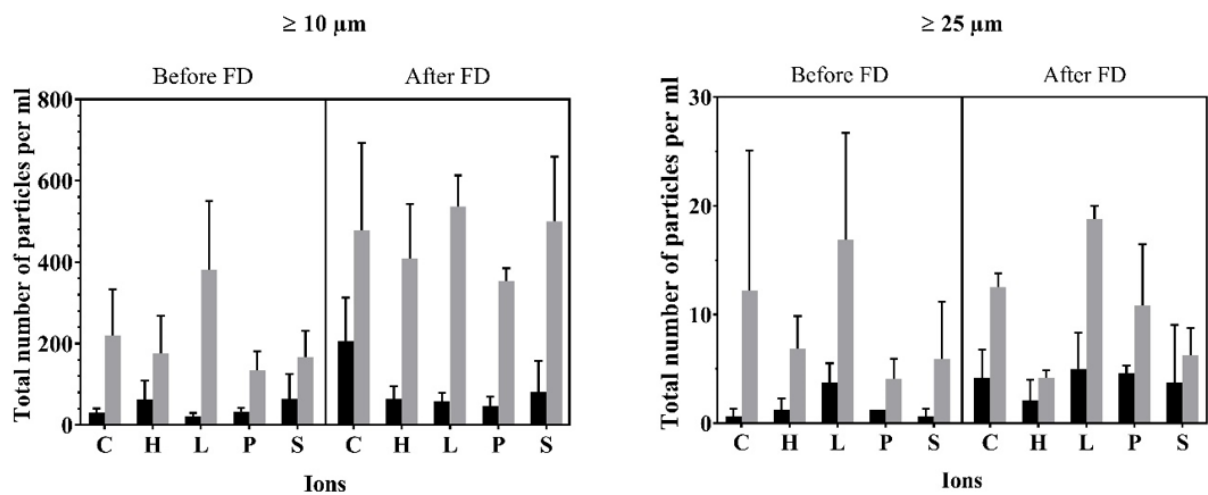 ≥ 10 µm
Before FD After FD
Total number of particles per ml
800
600
400
200
0
C H L P S C H L P S
Ions
≥ 25 µm
Before FD After FD
Total number of particles per ml
30
20
10
0
C H L P S C H L P S
Ions